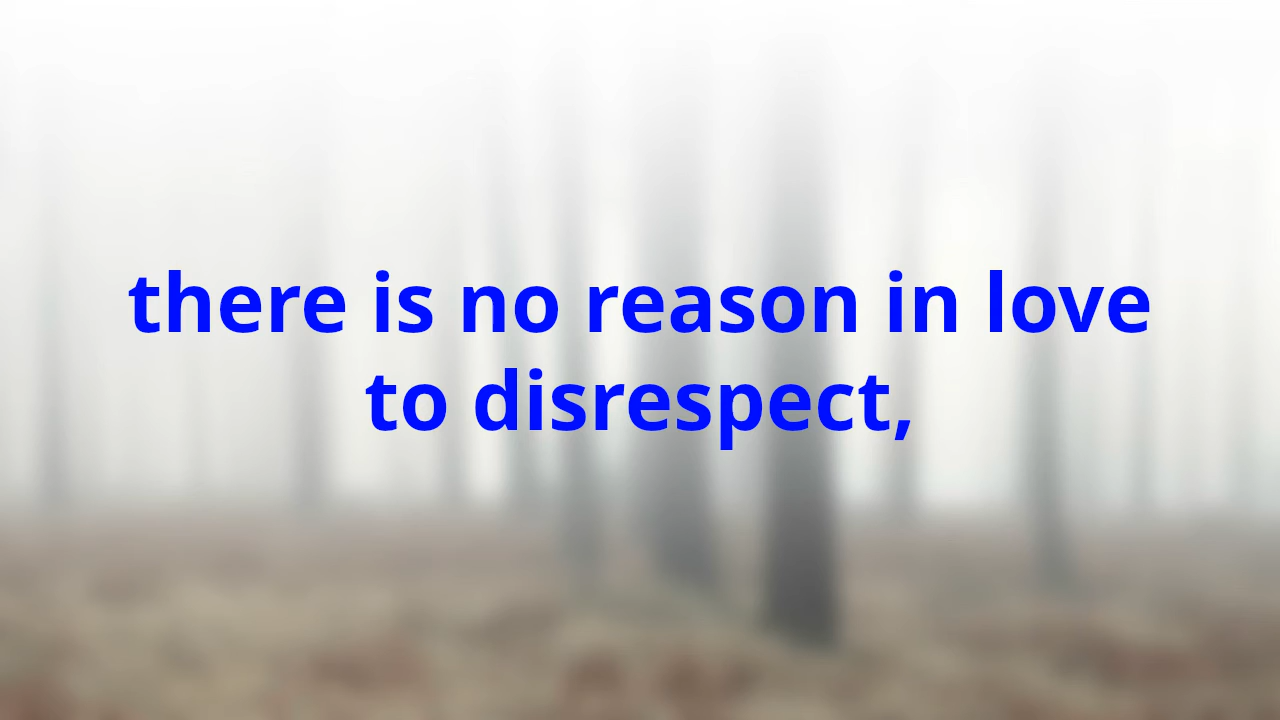 there is no reason in love
to disrespect,